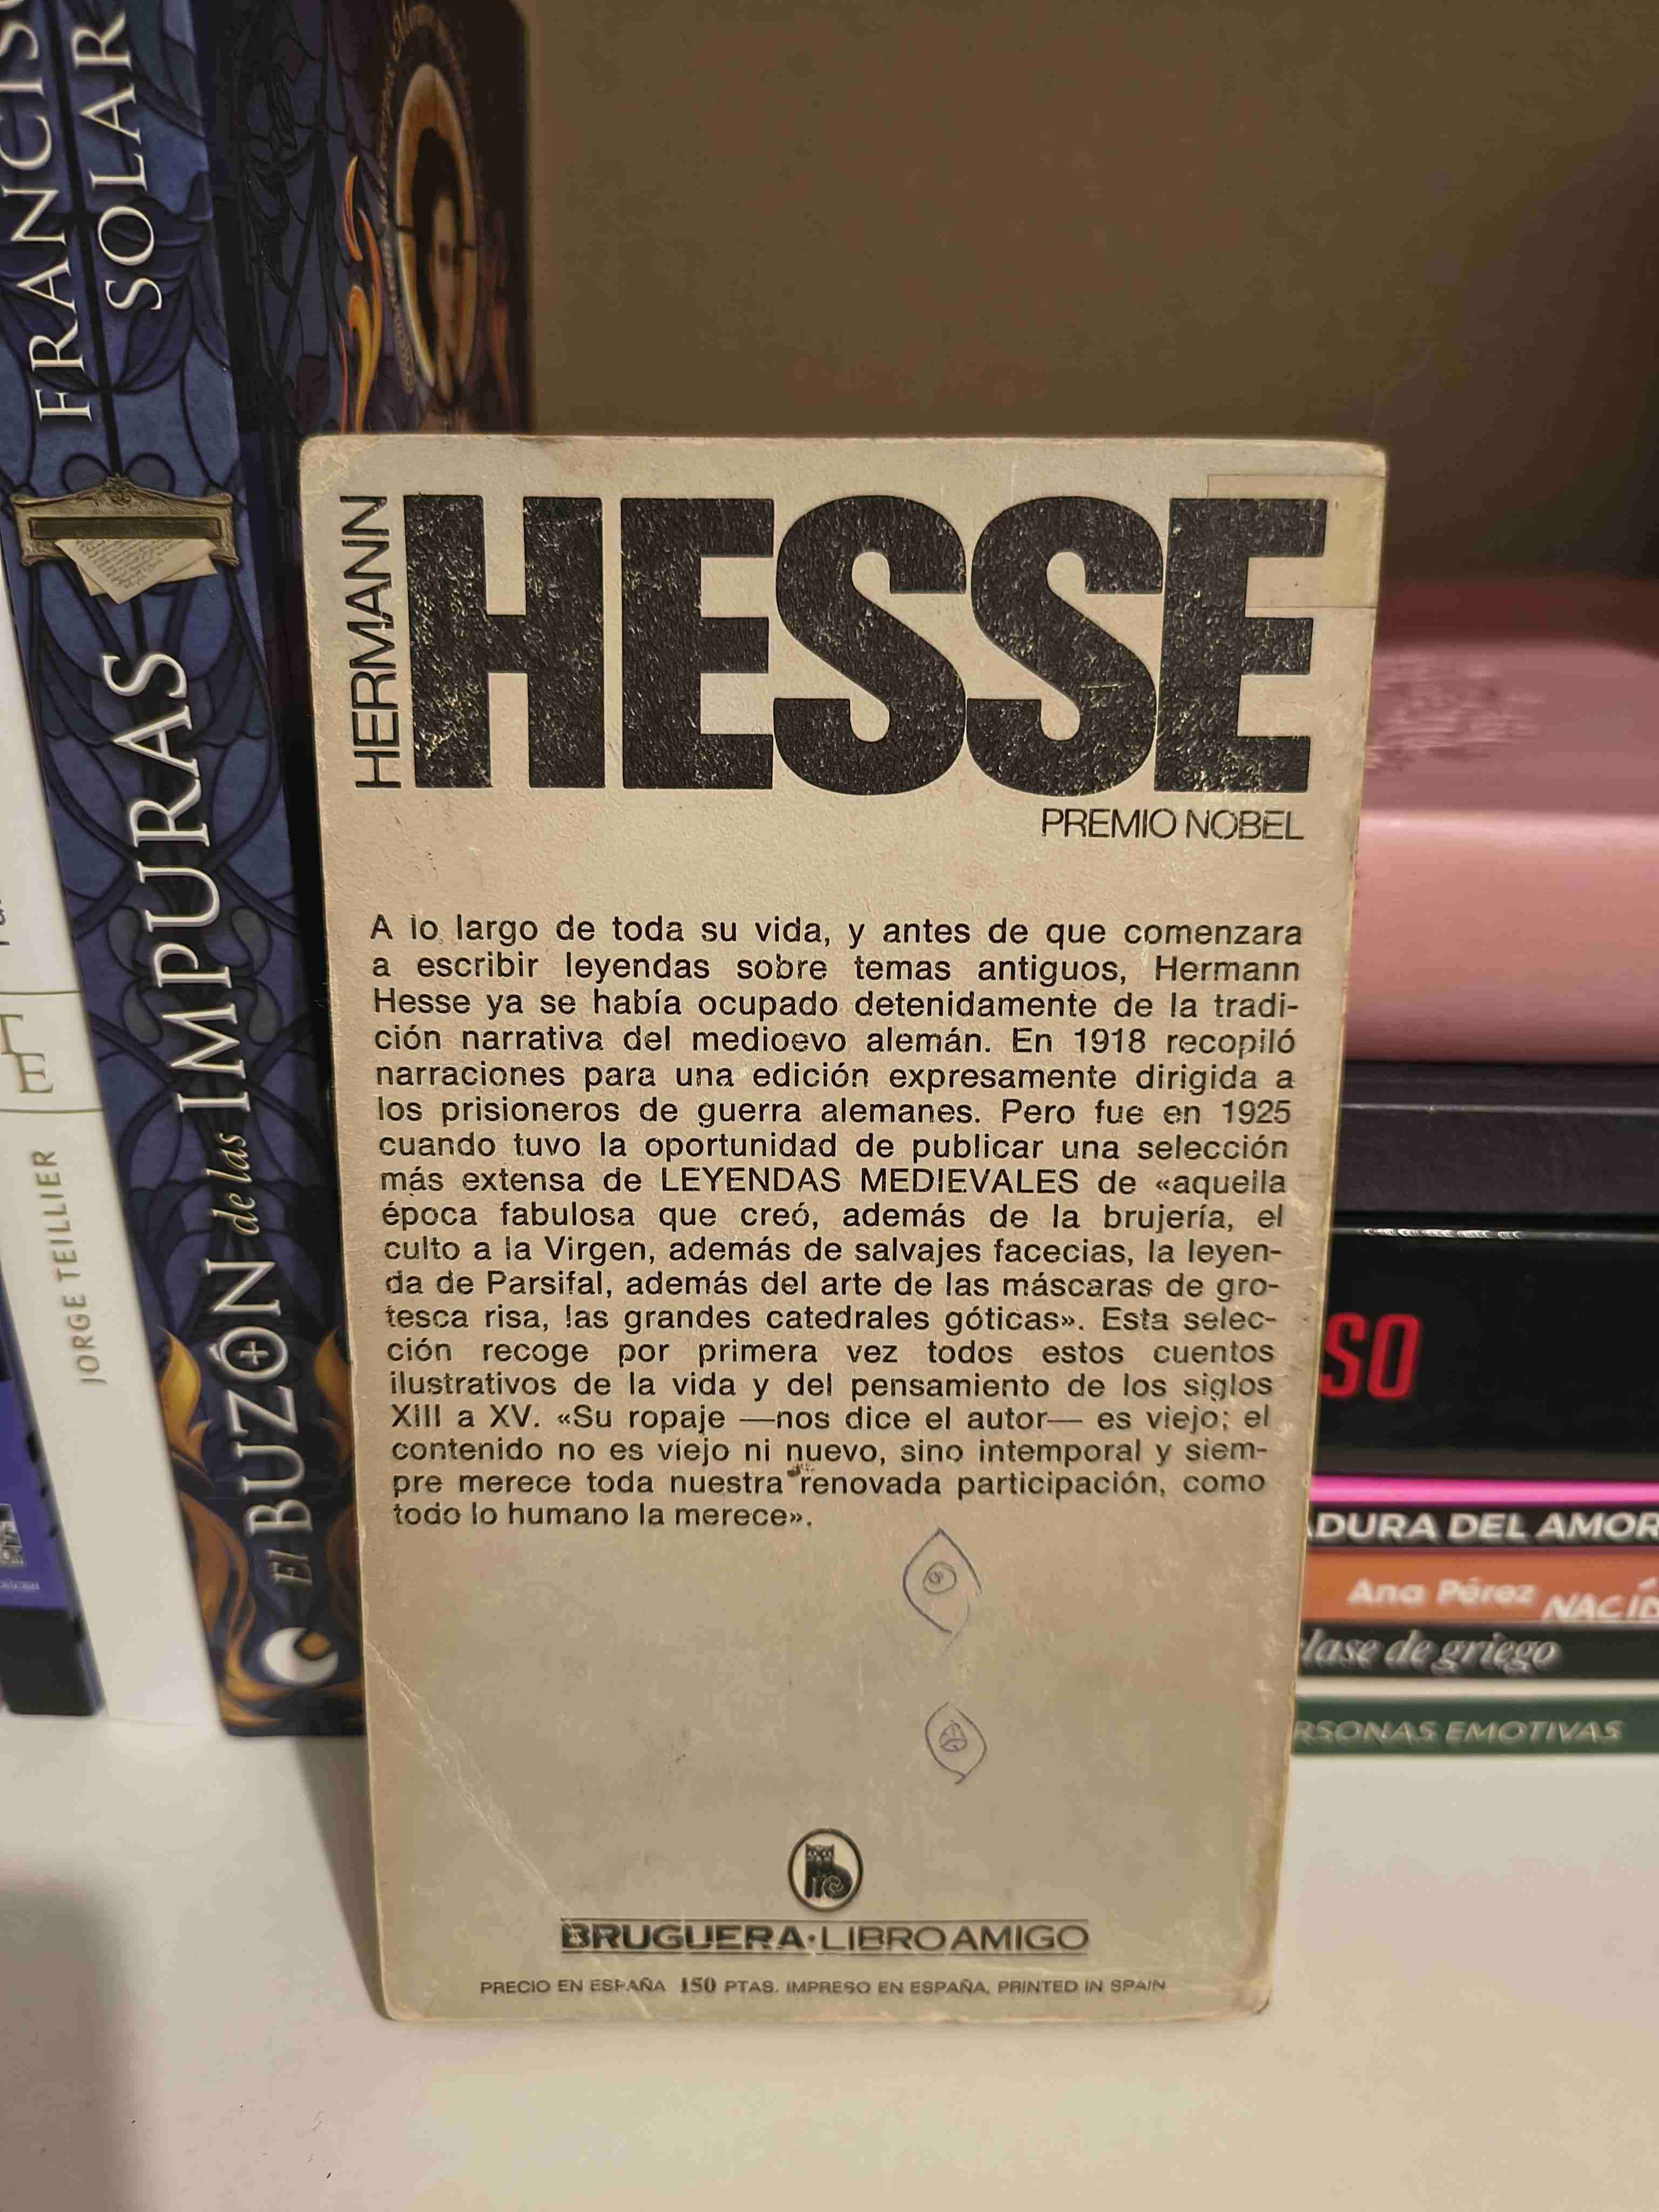 FRANCISC
SOLAR
El BUZÓN de las IMPURAS
TE
JORGE TEILLIER
HERMANN
HESSE
PREMIO NOBEL
A lo largo de toda su vida, y antes de que comenzara
a escribir leyendas sobre temas antiguos, Hermann
Hesse ya se había ocupado detenidamente de la tradi-
ción narrativa del medioevo alemán. En 1918 recopiló
narraciones para una edición expresamente dirigida a
los prisioneros de guerra alemanes. Pero fue en 1925
cuando tuvo la oportunidad de publicar una selección
más extensa de LEYENDAS MEDIEVALES de «aquella
época fabulosa que creó, además de la brujería, el
culto a la Virgen, además de salvajes facecias, la leyen-
da de Parsifal, además del arte de las máscaras de gro-
tesca risa, las grandes catedrales góticas». Esta selec-
ción recoge por primera vez todos estos cuentos
ilustrativos de la vida y del pensamiento de los siglos
XIII a XV. «Su ropaje —nos dice el autor— es viejo; el
contenido no es viejo ni nuevo, sino intemporal y siem-
pre merece toda nuestra renovada participación, como
todo lo humano la merece».
BRUGUERA·LIBRO AMIGO
PRECIO EN ESPAÑA 150 PTAS. IMPRESO EN ESPAÑA. PRINTED IN SPAIN
SO
ADURA DEL AMOR
Ana Pérez NACID
lase de griego
RSONAS EMOTIVAS